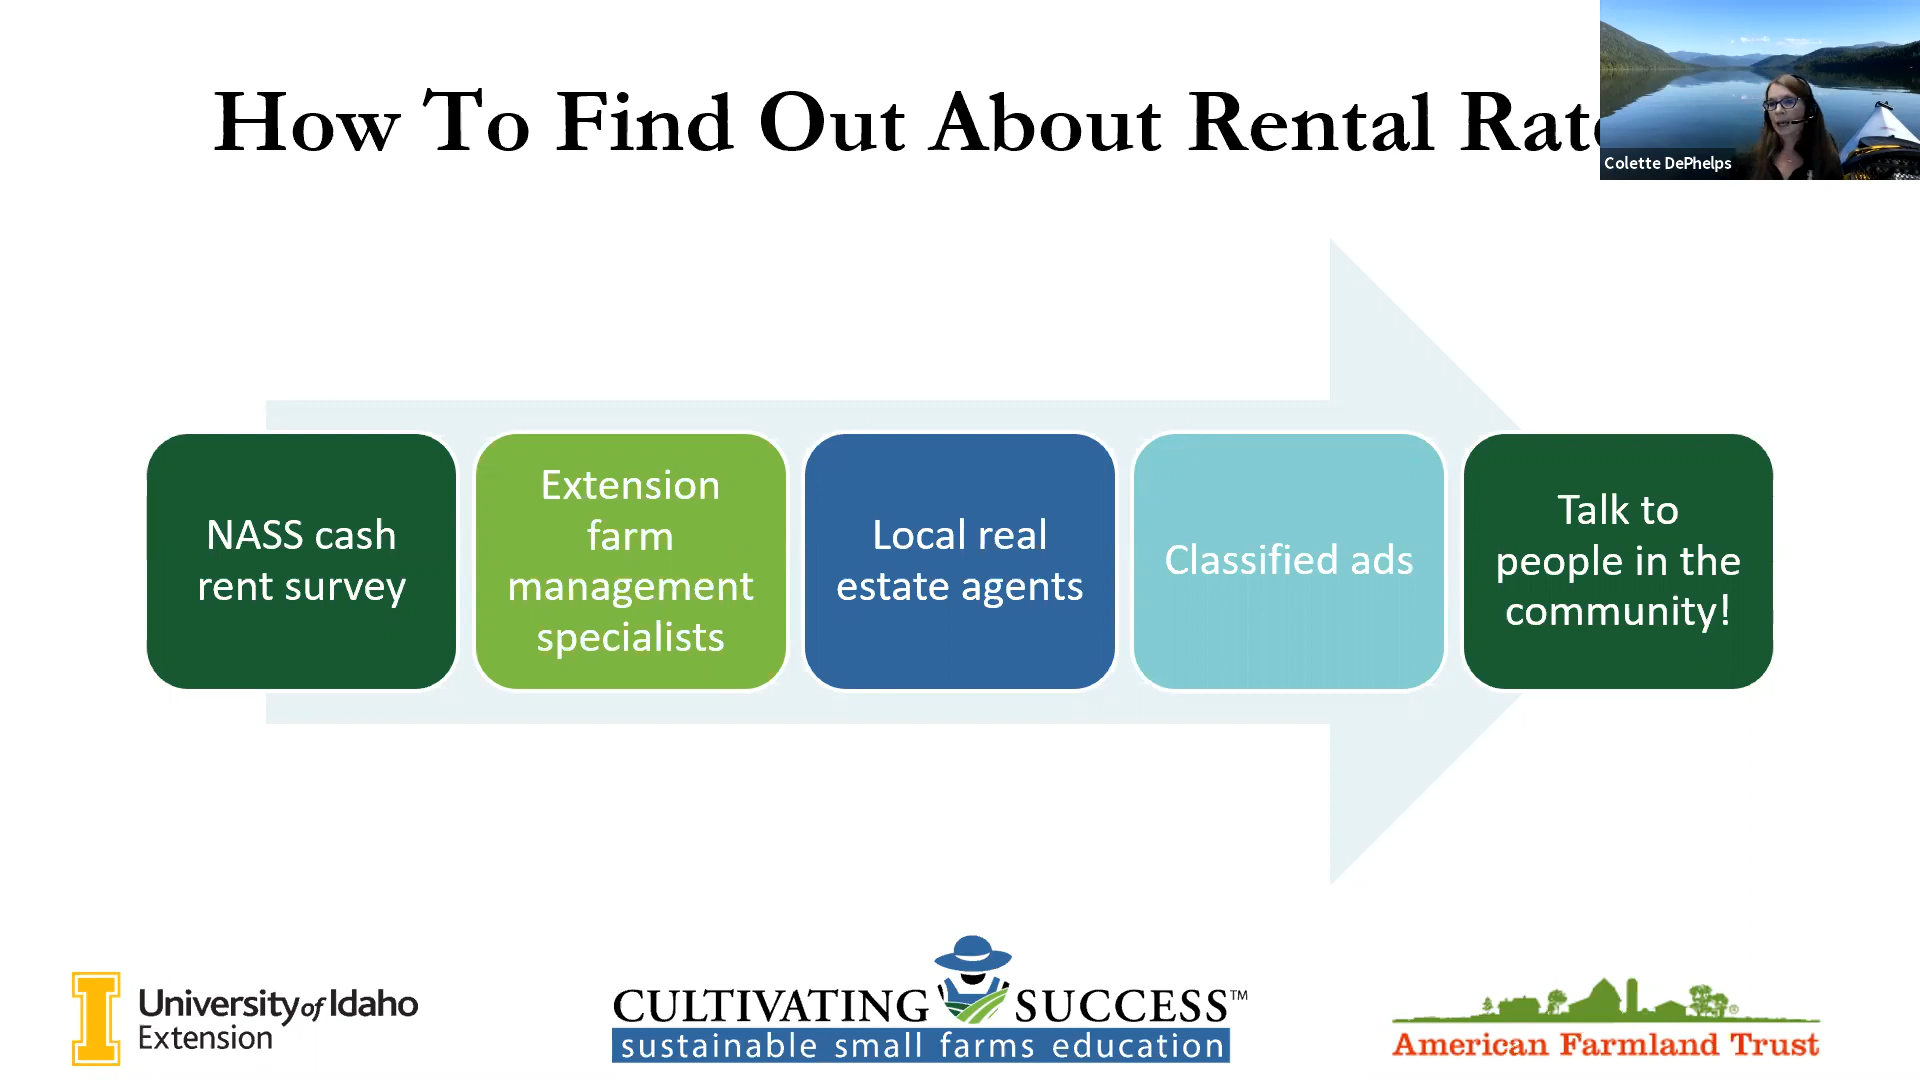 How To Find Out About Rental
Colette DePhelps
NASS cash
rent survey
Extension
farm
management
specialists
Local real
estate agents
Classified ads
Talk to
people in the
community!
University of Idaho
Extension
CULTIVATING SUCCESS™
sustainable small farms education
American Farmland Trust